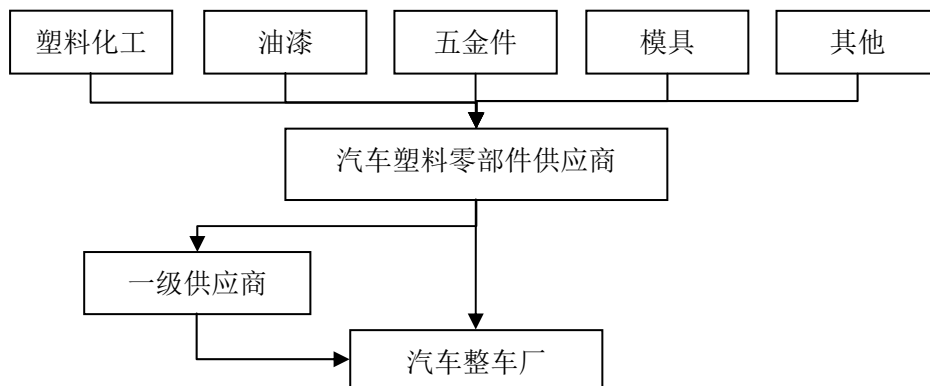 塑料化工
油漆
五金件
模具
其他
汽车塑料零部件供应商
一级供应商
汽车整车厂